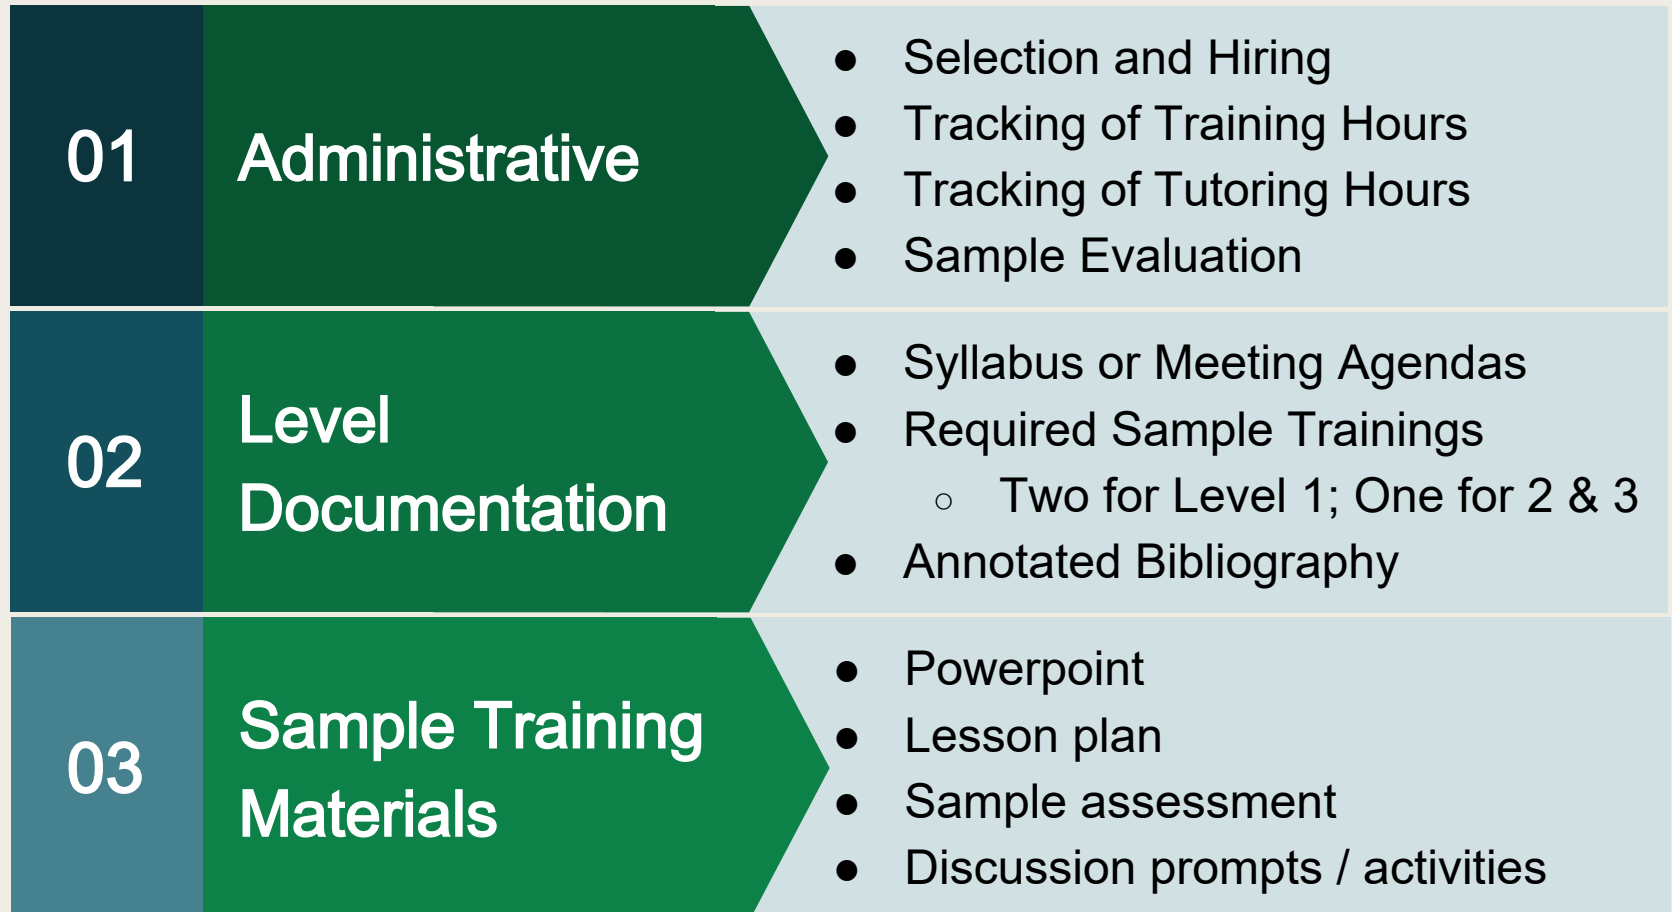 01
Administrative
● Selection and Hiring
● Tracking of Training Hours
● Tracking of Tutoring Hours
● Sample Evaluation
02
Level
Documentation
● Syllabus or Meeting Agendas
● Required Sample Trainings
○ Two for Level 1; One for 2 & 3
● Annotated Bibliography
03
Sample Training
Materials
● Powerpoint
● Lesson plan
● Sample assessment
● Discussion prompts / activities